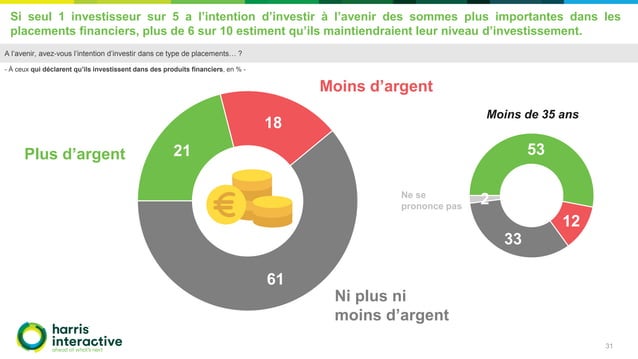 Si seul 1 investisseur sur 5 a l’intention d’investir à l’avenir des sommes plus importantes dans les
placements financiers, plus de 6 sur 10 estiment qu’ils maintiendraient leur niveau d’investissement.
A l’avenir, avez-vous l’intention d’investir dans ce type de placements… ?
- À ceux qui déclarent qu’ils investissent dans des produits financiers, en % -
Moins d’argent
18
21
Plus d’argent
61
Ni plus ni
moins d’argent
Moins de 35 ans
53
Ne se
prononce pas
2
12
33
harris
interactive
ahead of what's next
31